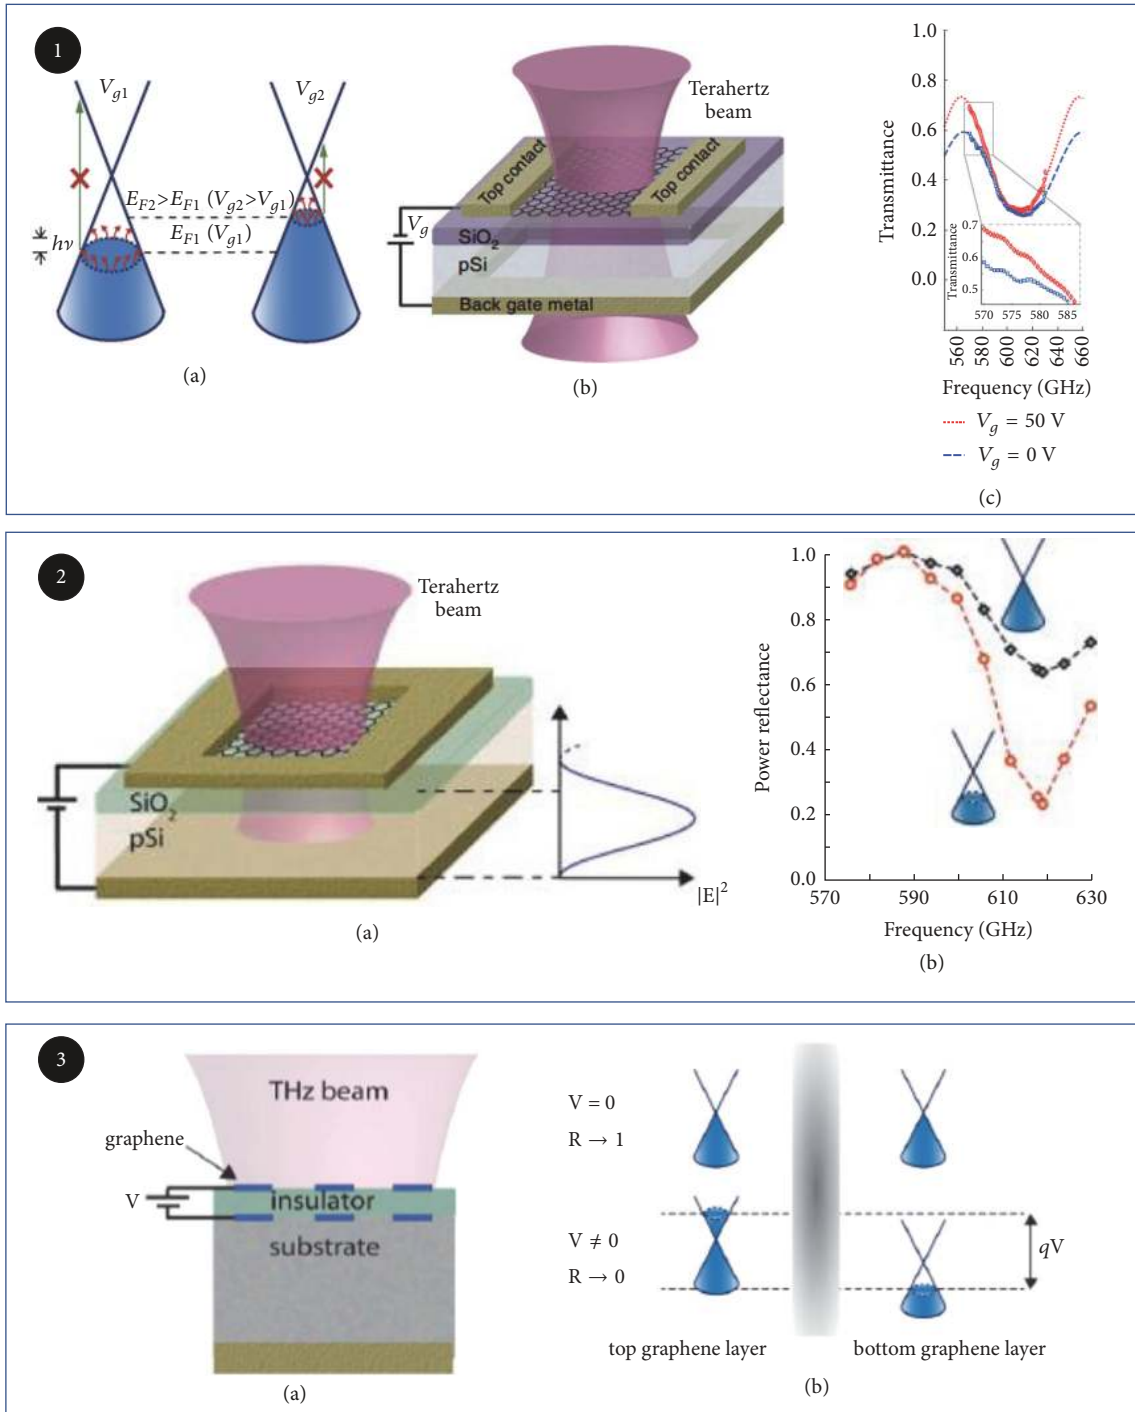 1
V_g1
V_g2
E_F2>E_F1 (V_g2>V_g1)
E_F1 (V_g1)
hν
(a)
Terahertz
beam
Top contact
Top contact
V_g
SiO₂
pSi
Back gate metal
(b)
Transmittance
1.0
0.8
0.6
0.4
0.2
0.0
Transmittance
0.7
0.6
0.5
570 575 580 585
560
580
600
620
640
660
Frequency (GHz)
V_g = 50 V
V_g = 0 V
(c)
2
Terahertz
beam
SiO₂
pSi
|E|²
(a)
Power reflectance
1.0
0.8
0.6
0.4
0.2
0.0
570 590 610 630
Frequency (GHz)
(b)
3
THz beam
graphene
V
insulator
substrate
(a)
V = 0
R → 1
V ≠ 0
R → 0
qV
top graphene layer
bottom graphene layer
(b)